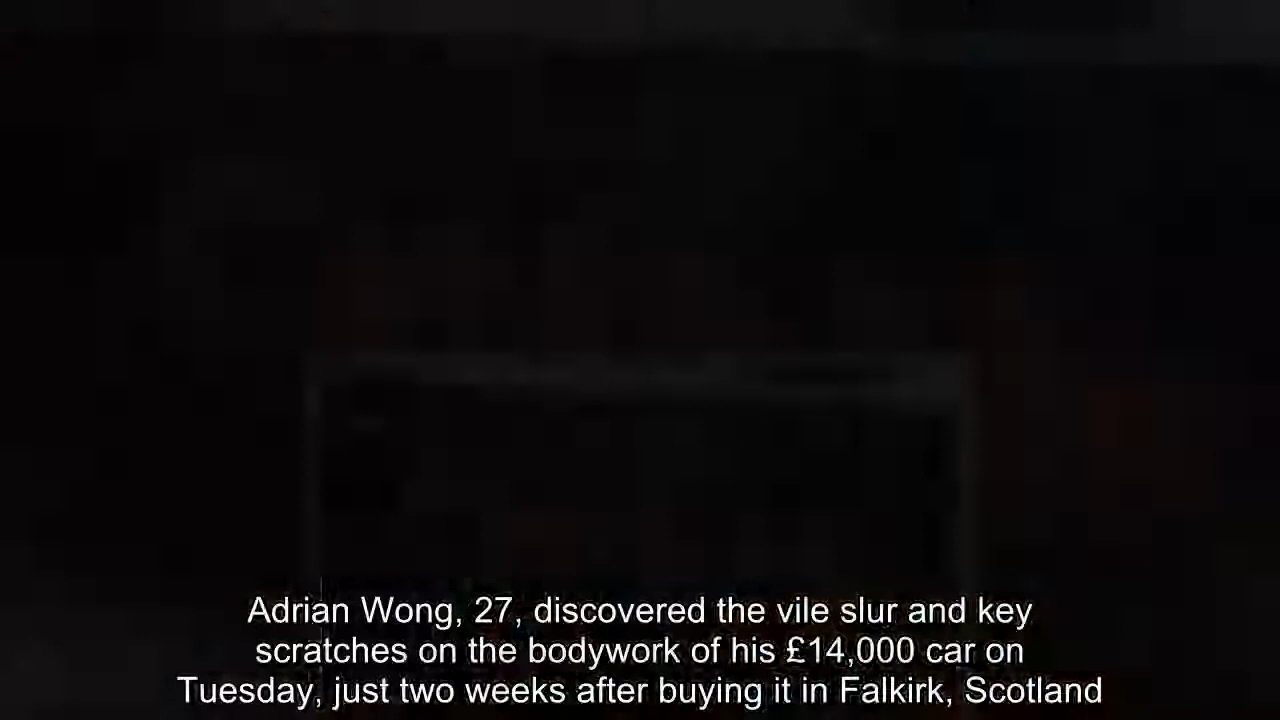 Adrian Wong, 27, discovered the vile slur and key
scratches on the bodywork of his £14,000 car on
Tuesday, just two weeks after buying it in Falkirk, Scotland